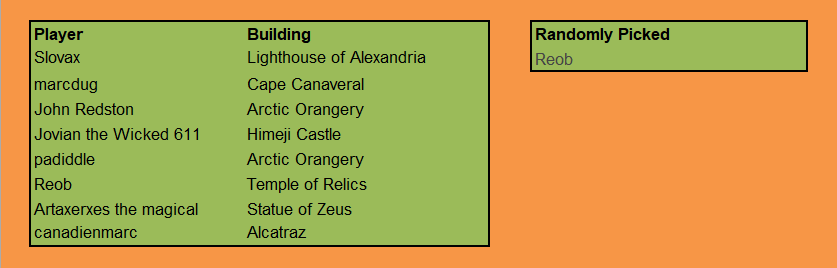 Player Building
Slovax Lighthouse of Alexandria
marcdug Cape Canaveral
John Redston Arctic Orangery
Jovian the Wicked 611 Himeji Castle
padiddle Arctic Orangery
Reob Temple of Relics
Artaxerxes the magical Statue of Zeus
canadienmarc Alcatraz
Randomly Picked
Reob